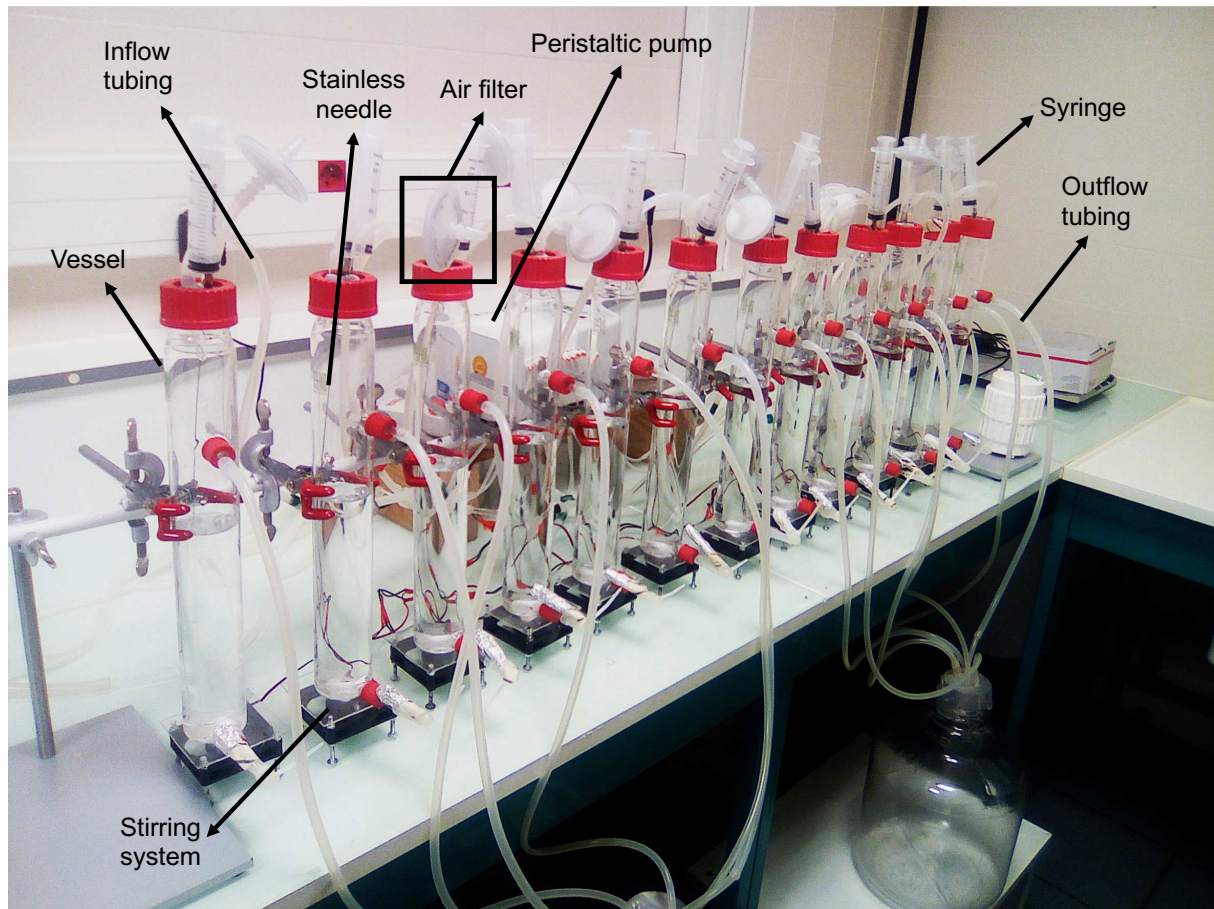 Inflow
tubing
Stainless
needle
Air filter
Peristaltic pump
Syringe
Outflow
tubing
Vessel
Stirring
system